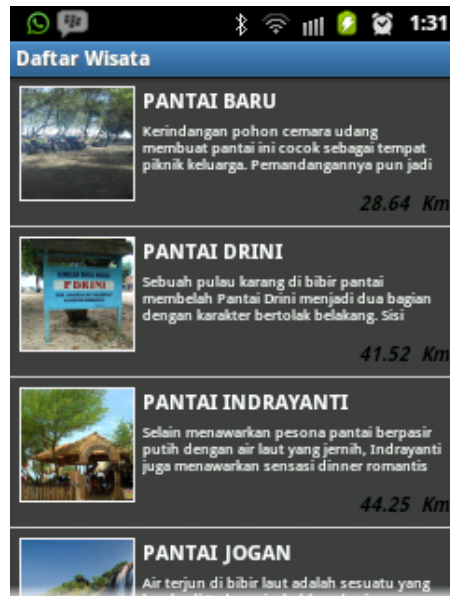 1:31
Daftar Wisata
PANTAI BARU
Kerindangan pohon cemara udang
membuat pantai ini cocok sebagai tempat
piknik keluarga. Pemandangannya pun jadi
28.64 Km
PANTAI DRINI
Sebuah pulau karang di bibir pantai
membelah Pantai Drini menjadi dua bagian
dengan karakter bertolak belakang. Sisi
41.52 Km
PANTAI INDRAYANTI
Selain menawarkan pesona pantai berpasir
putih dengan air laut yang jernih, Indrayanti
juga menawarkan sensasi dinner romantis
44.25 Km
PANTAI JOGAN
Air terjun di bibir laut adalah sesuatu yang